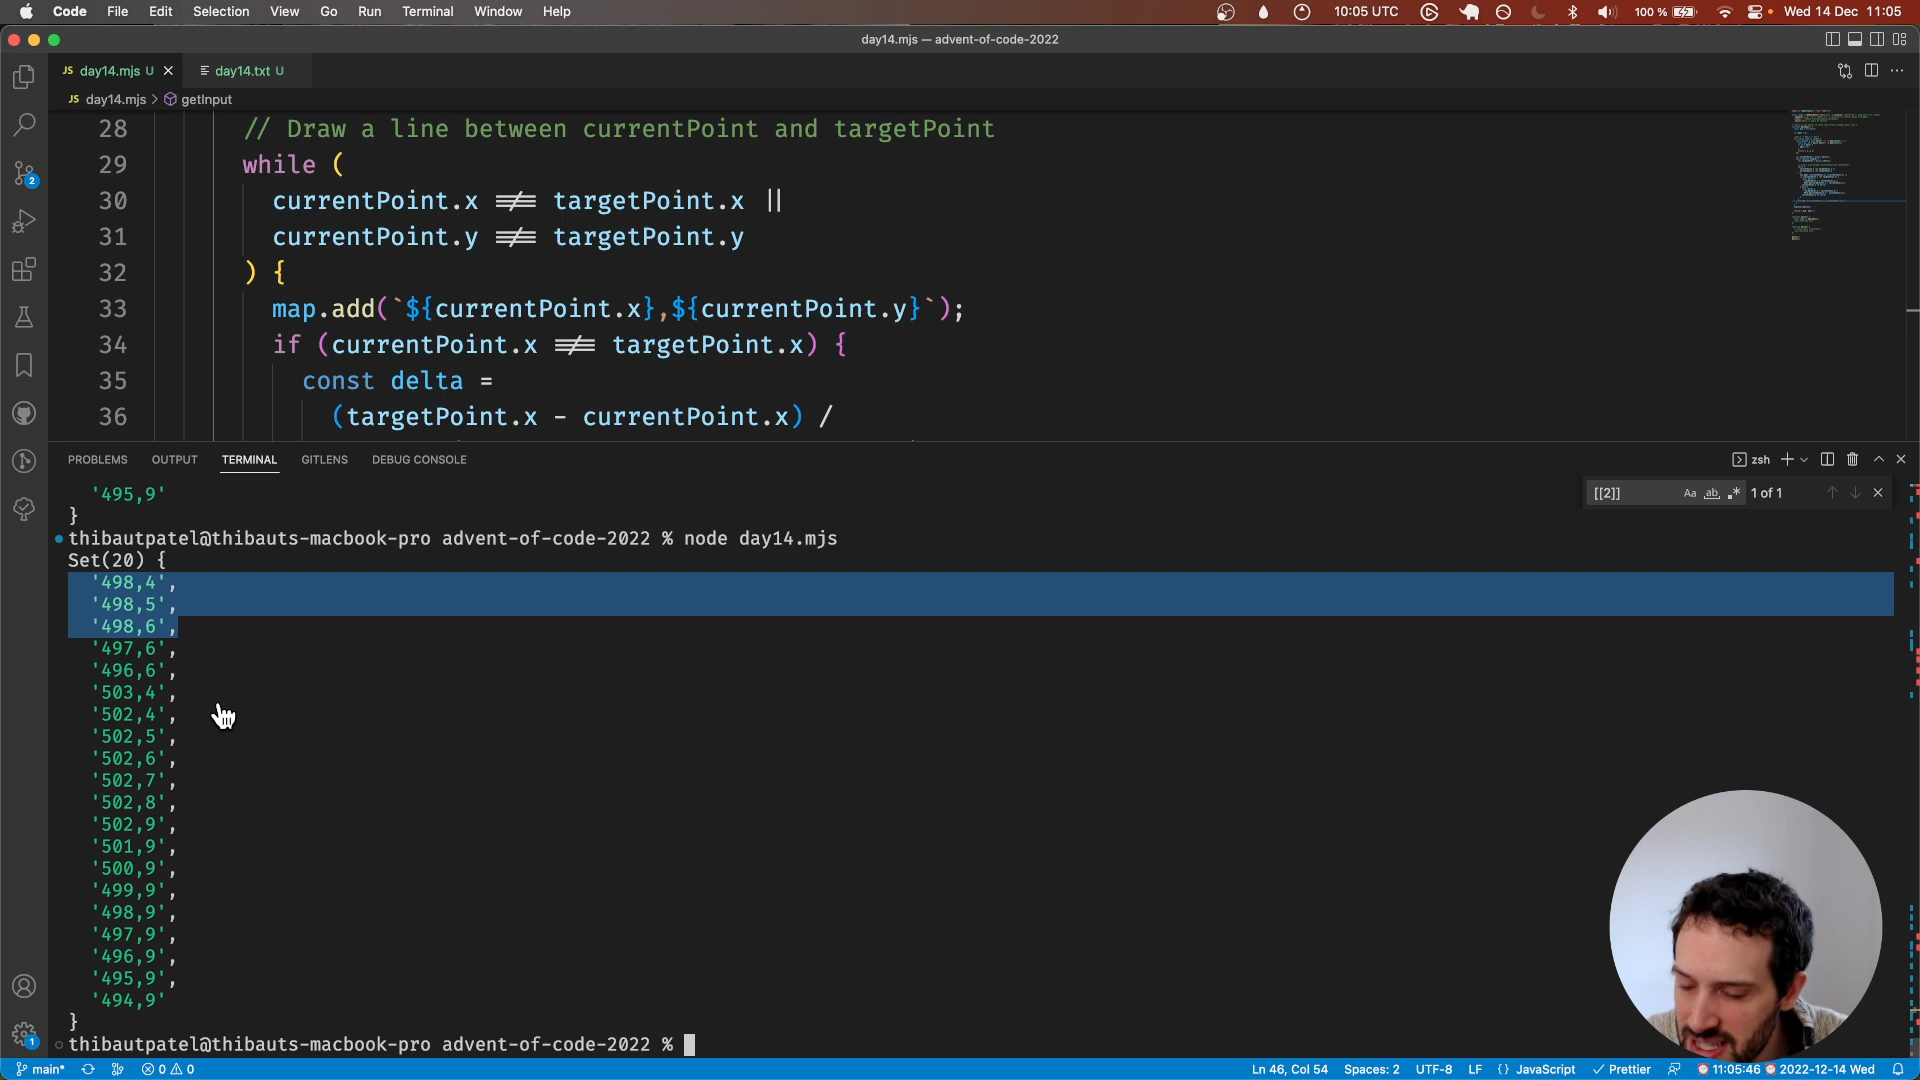 Code File Edit Selection View Go Run Terminal Window Help 10:05 UTC 100 % Wed 14 Dec 11:05
day14.mjs — advent-of-code-2022
JS day14.mjs U day14.txt U
JS day14.mjs > getInput
28 // Draw a line between currentPoint and targetPoint
29 while (
30 currentPoint.x !== targetPoint.x ||
31 currentPoint.y !== targetPoint.y
32 ) {
33 map.add(`${currentPoint.x},${currentPoint.y}`);
34 if (currentPoint.x !== targetPoint.x) {
35 const delta =
36 (targetPoint.x - currentPoint.x) /
PROBLEMS OUTPUT TERMINAL GITLENS DEBUG CONSOLE zsh
[[2]] Aa ab .* 1 of 1
'495,9'
}
thibautpatel@thibauts-macbook-pro advent-of-code-2022 % node day14.mjs
Set(20) {
'498,4',
'498,5',
'498,6',
'497,6',
'496,6',
'503,4',
'502,4',
'502,5',
'502,6',
'502,7',
'502,8',
'502,9',
'501,9',
'500,9',
'499,9',
'498,9',
'497,9',
'496,9',
'495,9',
'494,9'
}
thibautpatel@thibauts-macbook-pro advent-of-code-2022 %
2
1
main* 0 0 Ln 46, Col 54 Spaces: 2 UTF-8 LF {} JavaScript Prettier 11:05:46 2022-12-14 Wed